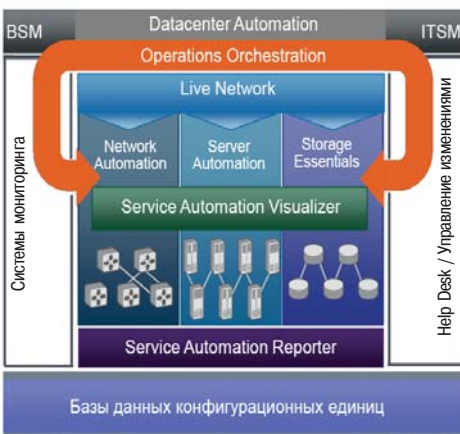 BSM
Datacenter Automation
ITSM
Operations Orchestration
Live Network
Network
Automation
Server
Automation
Storage
Essentials
Service Automation Visualizer
Системы мониторинга
Help Desk / Управление изменениями
Service Automation Reporter
Базы данных конфигурационных единиц